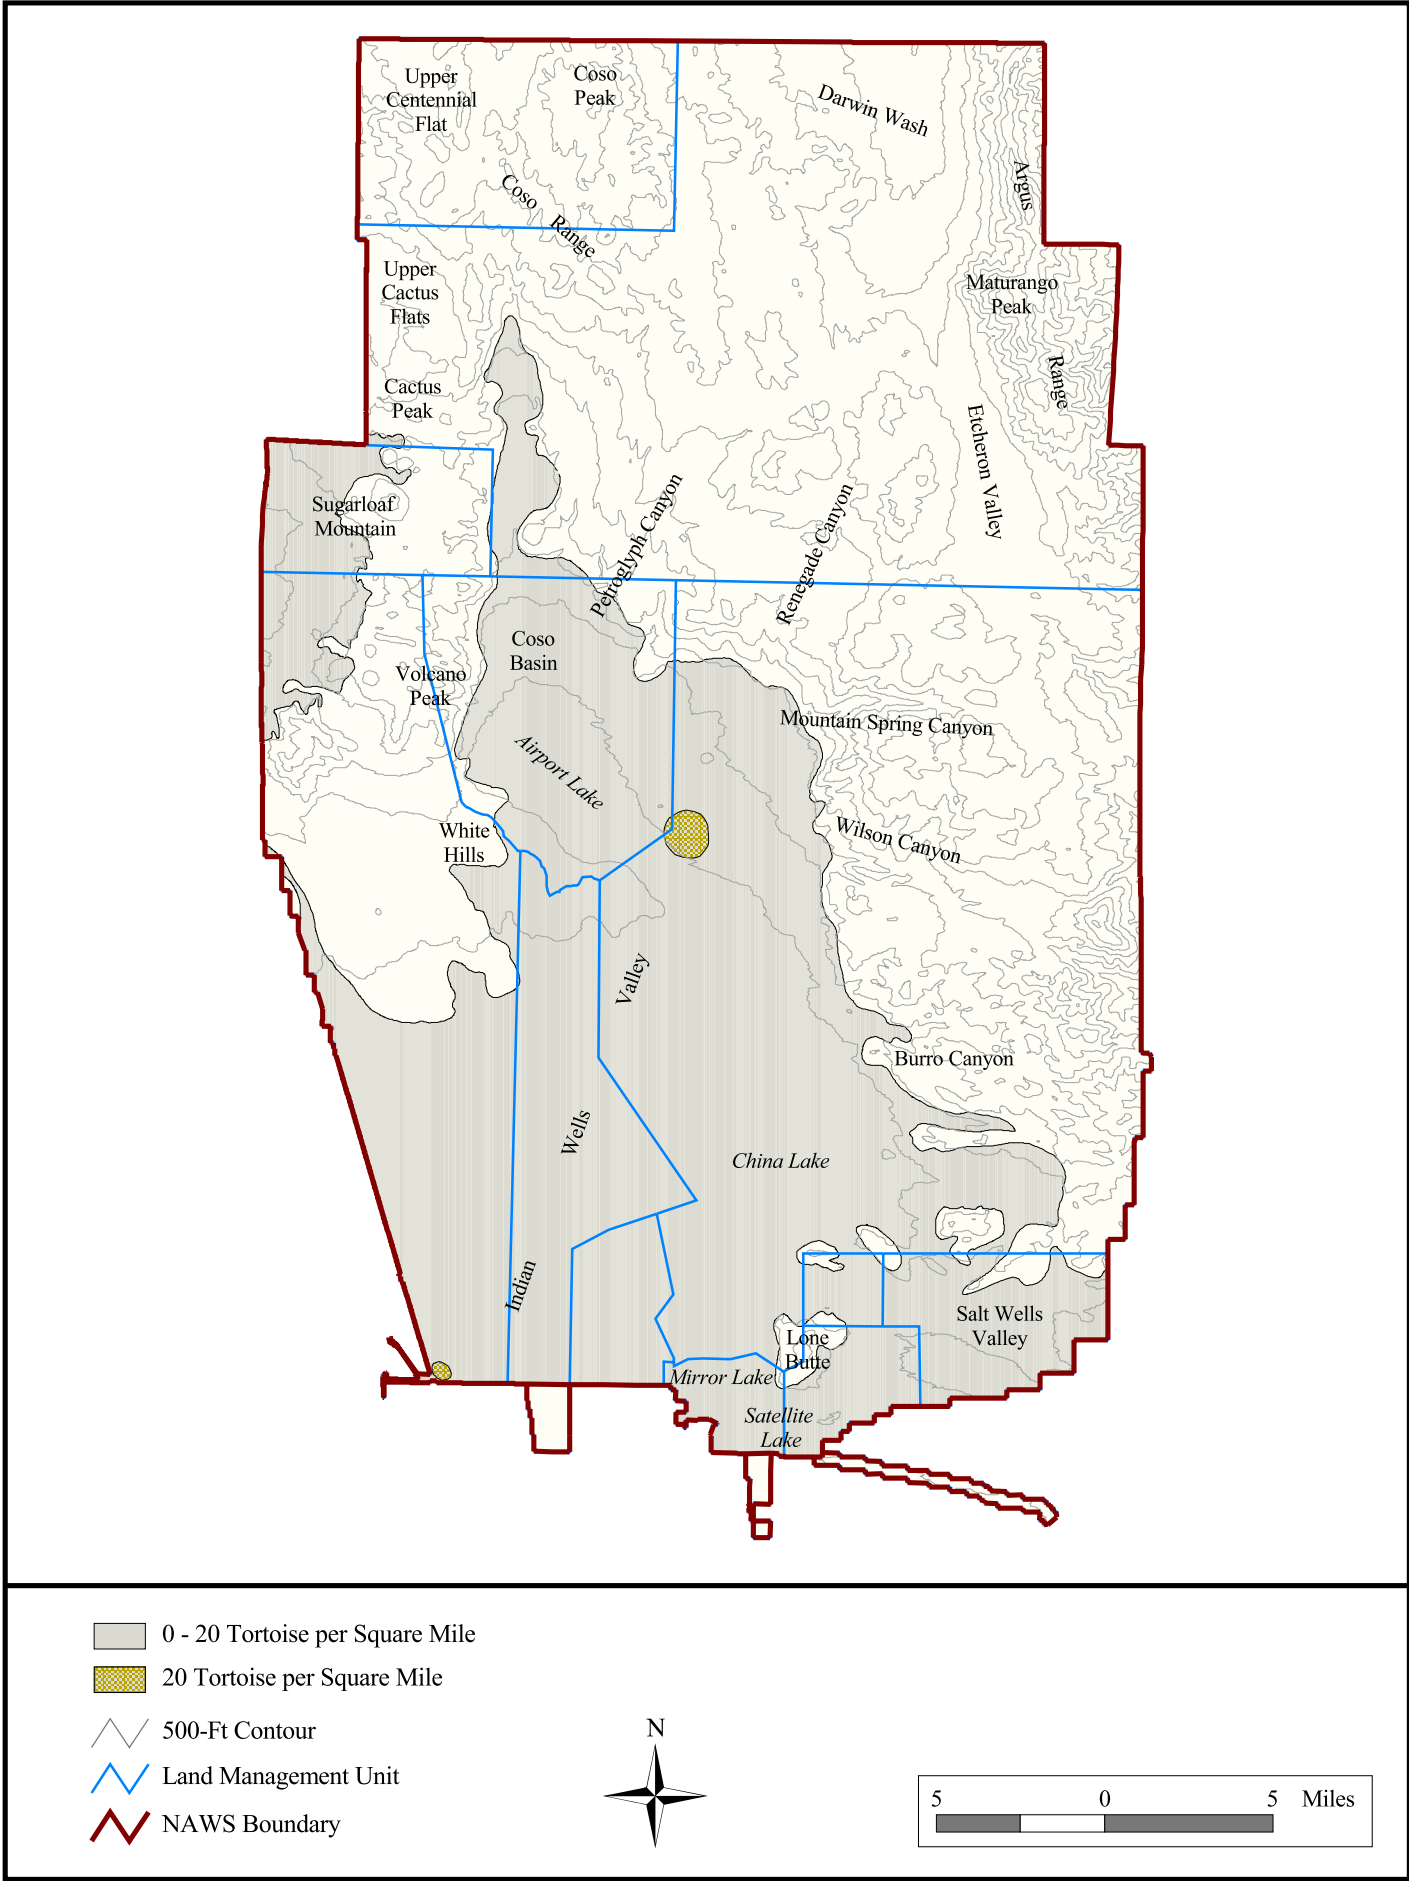 Upper
Centennial
Flat
Coso
Peak
Darwin Wash
Argus
Coso
Range
Upper
Cactus
Flats
Maturango
Peak
Range
Cactus
Peak
Etcheron Valley
Sugarloaf
Mountain
Petroglyph Canyon
Renegade Canyon
Coso
Basin
Volcano
Peak
Mountain Spring Canyon
Airport Lake
White
Hills
Wilson Canyon
Valley
Burro Canyon
Wells
China Lake
Indian
Salt Wells
Valley
Lone
Butte
Mirror Lake
Satellite
Lake
0 - 20 Tortoise per Square Mile
20 Tortoise per Square Mile
500-Ft Contour
Land Management Unit
NAWS Boundary
N
5 0 5 Miles